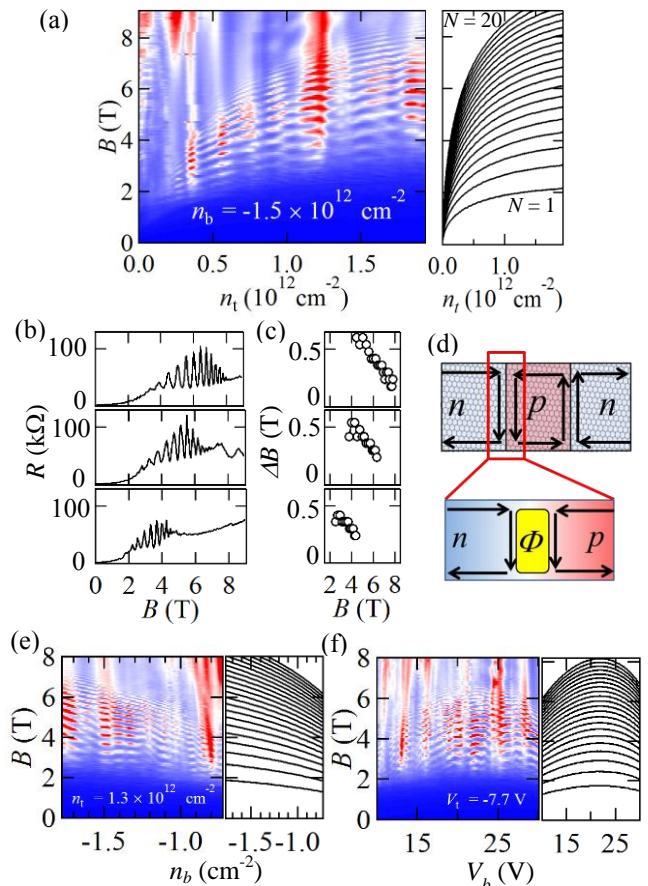 (a)
8
6
4
2
0
B (T)
n_b = -1.5 × 10^12 cm^-2
0.0 0.5 1.0 1.5
n_t (10^12 cm^-2)
N = 20
N = 1
0.0 1.0
n_t (10^12 cm^-2)
(b)
100
0
100
0
100
0
R (kΩ)
0 2 4 6 8
B (T)
(c)
0.5
0
0.5
0
0.5
0
ΔB (T)
2 4 6 8
B (T)
(d)
n p n
n Φ p
(e)
8
6
4
2
0
B (T)
n_t = 1.3 × 10^12 cm^-2
-1.5 -1.0 -1.5 -1.0
n_b (cm^-2)
(f)
8
6
4
2
0
B (T)
V_t = -7.7 V
15 25 15 25
V_b (V)